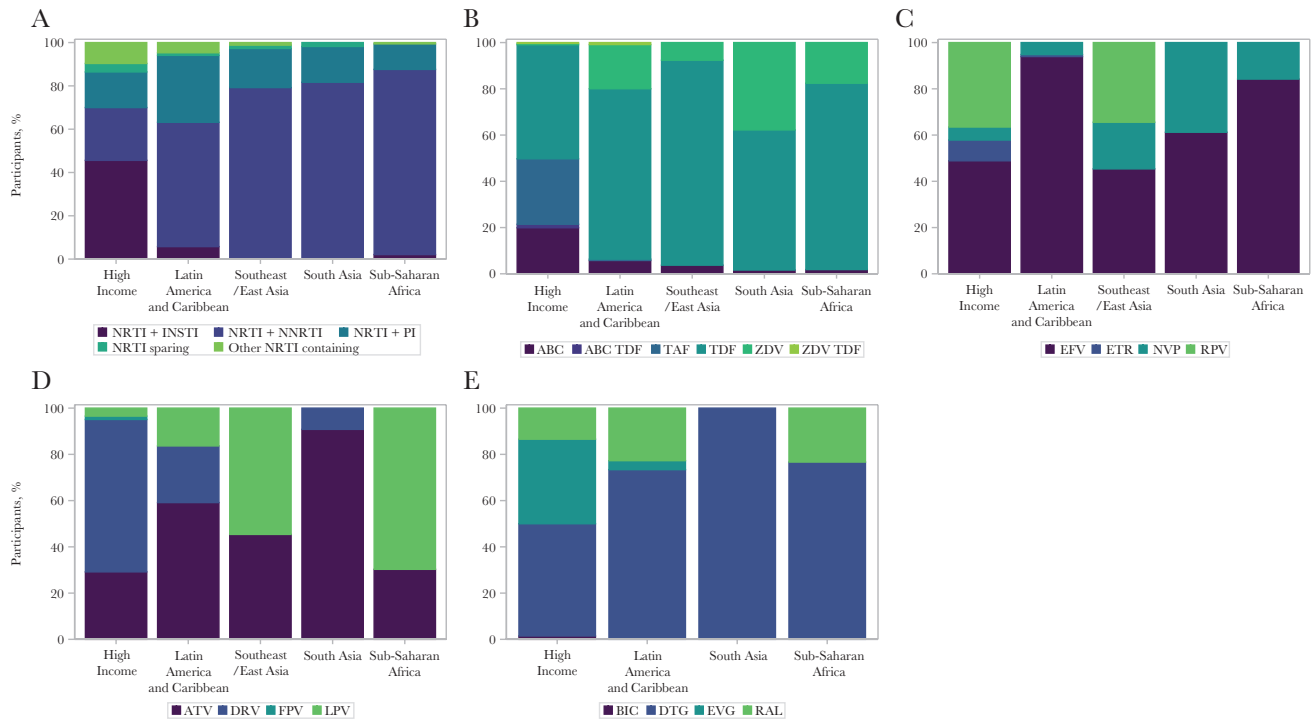 A
Participants, %
100
80
60
40
20
0
High
Income
Latin
America
and Caribbean
Southeast
/East Asia
South Asia
Sub-Saharan
Africa
NRTI + INSTI NRTI + NNRTI NRTI + PI
NRTI sparing Other NRTI containing
B
100
80
60
40
20
0
High
Income
Latin
America
and Caribbean
Southeast
/East Asia
South Asia
Sub-Saharan
Africa
ABC ABC TDF TAF TDF ZDV ZDV TDF
C
100
80
60
40
20
0
High
Income
Latin
America
and Caribbean
Southeast
/East Asia
South Asia
Sub-Saharan
Africa
EFV ETR NVP RPV
D
Participants, %
100
80
60
40
20
0
High
Income
Latin
America
and Caribbean
Southeast
/East Asia
South Asia
Sub-Saharan
Africa
ATV DRV FPV LPV
E
100
80
60
40
20
0
High
Income
Latin
America
and Caribbean
South Asia
Sub-Saharan
Africa
BIC DTG EVG RAL